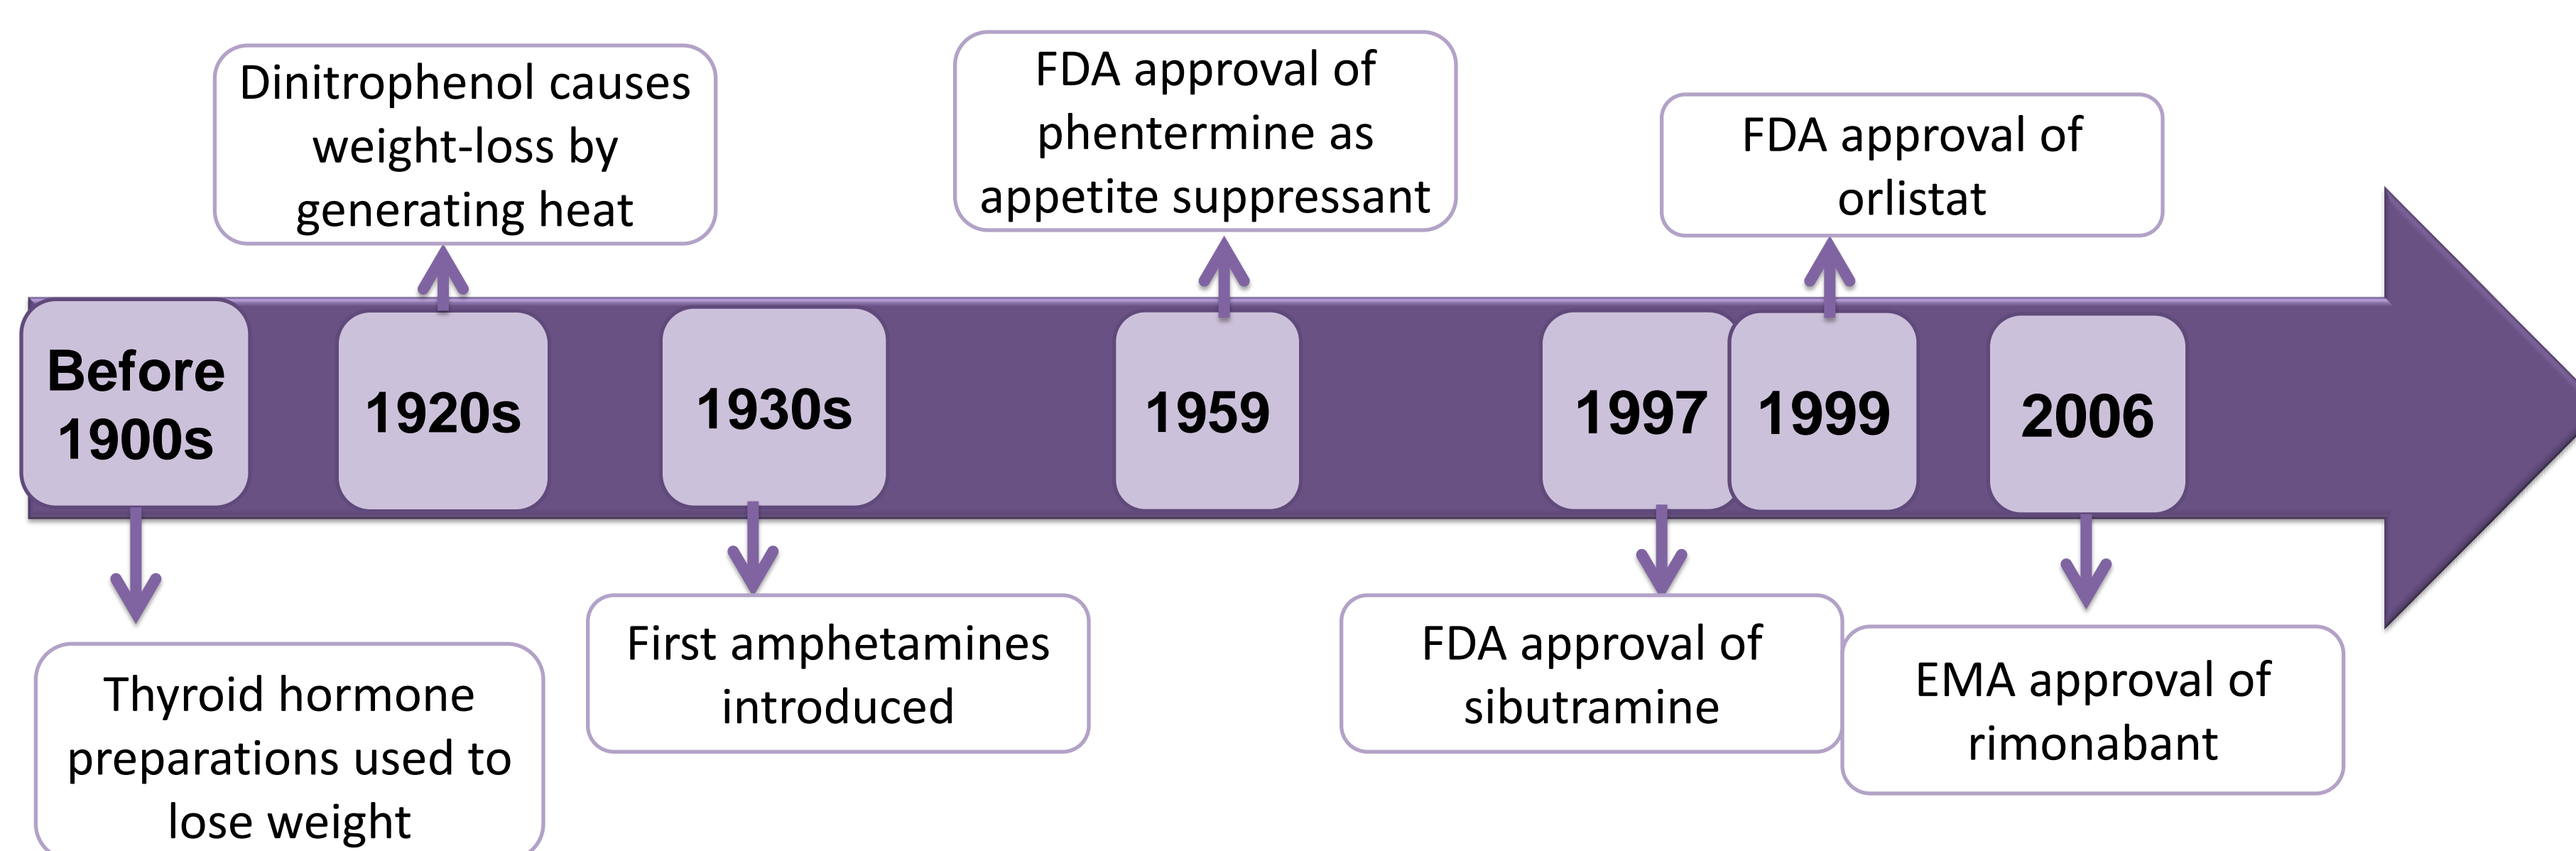 Dinitrophenol causes
weight-loss by
generating heat
FDA approval of
phentermine as
appetite suppressant
FDA approval of
orlistat
Before
1900s
1920s
1930s
1959
1997
1999
2006
Thyroid hormone
preparations used to
lose weight
First amphetamines
introduced
FDA approval of
sibutramine
EMA approval of
rimonabant